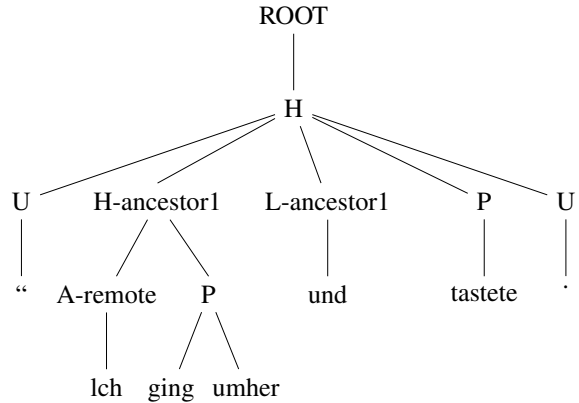 ROOT
H
U H-ancestor1 L-ancestor1 P U
“ A-remote P und tastete .
lch ging umher